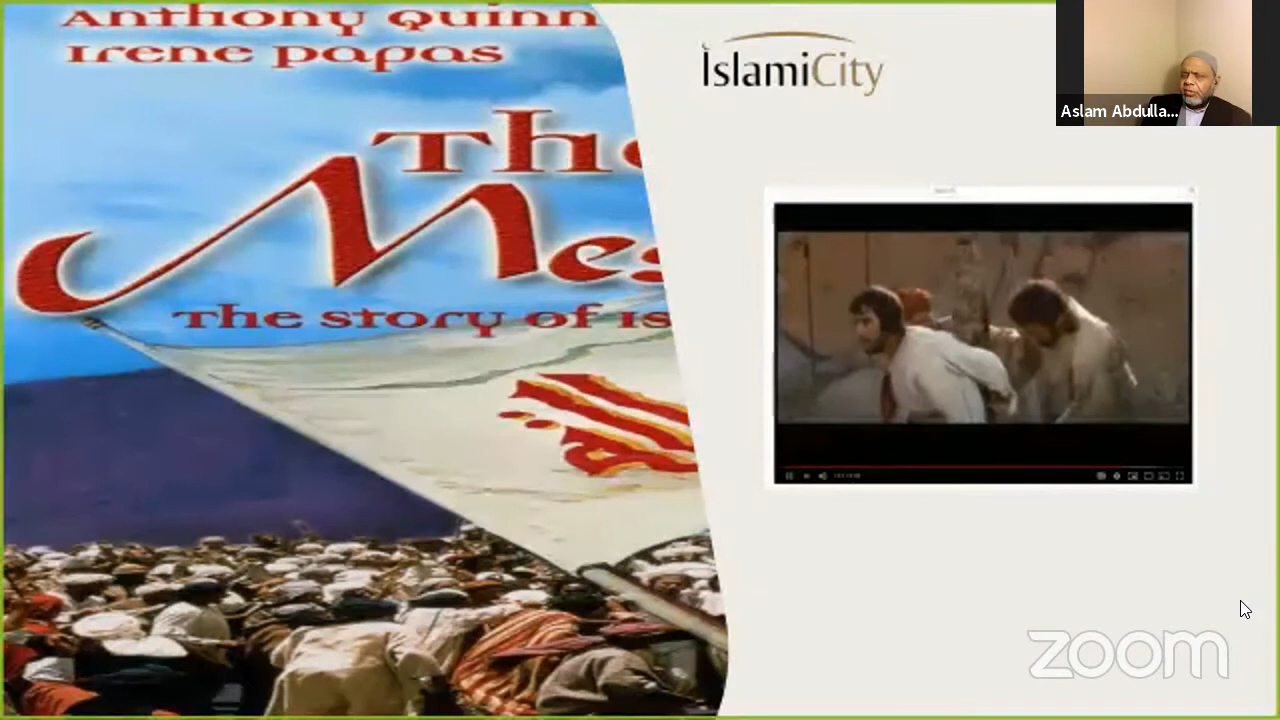 Anthony Quinn
Irene Papas
The
Mes
The story of Is
IslamiCity
Aslam Abdulla...
zoom